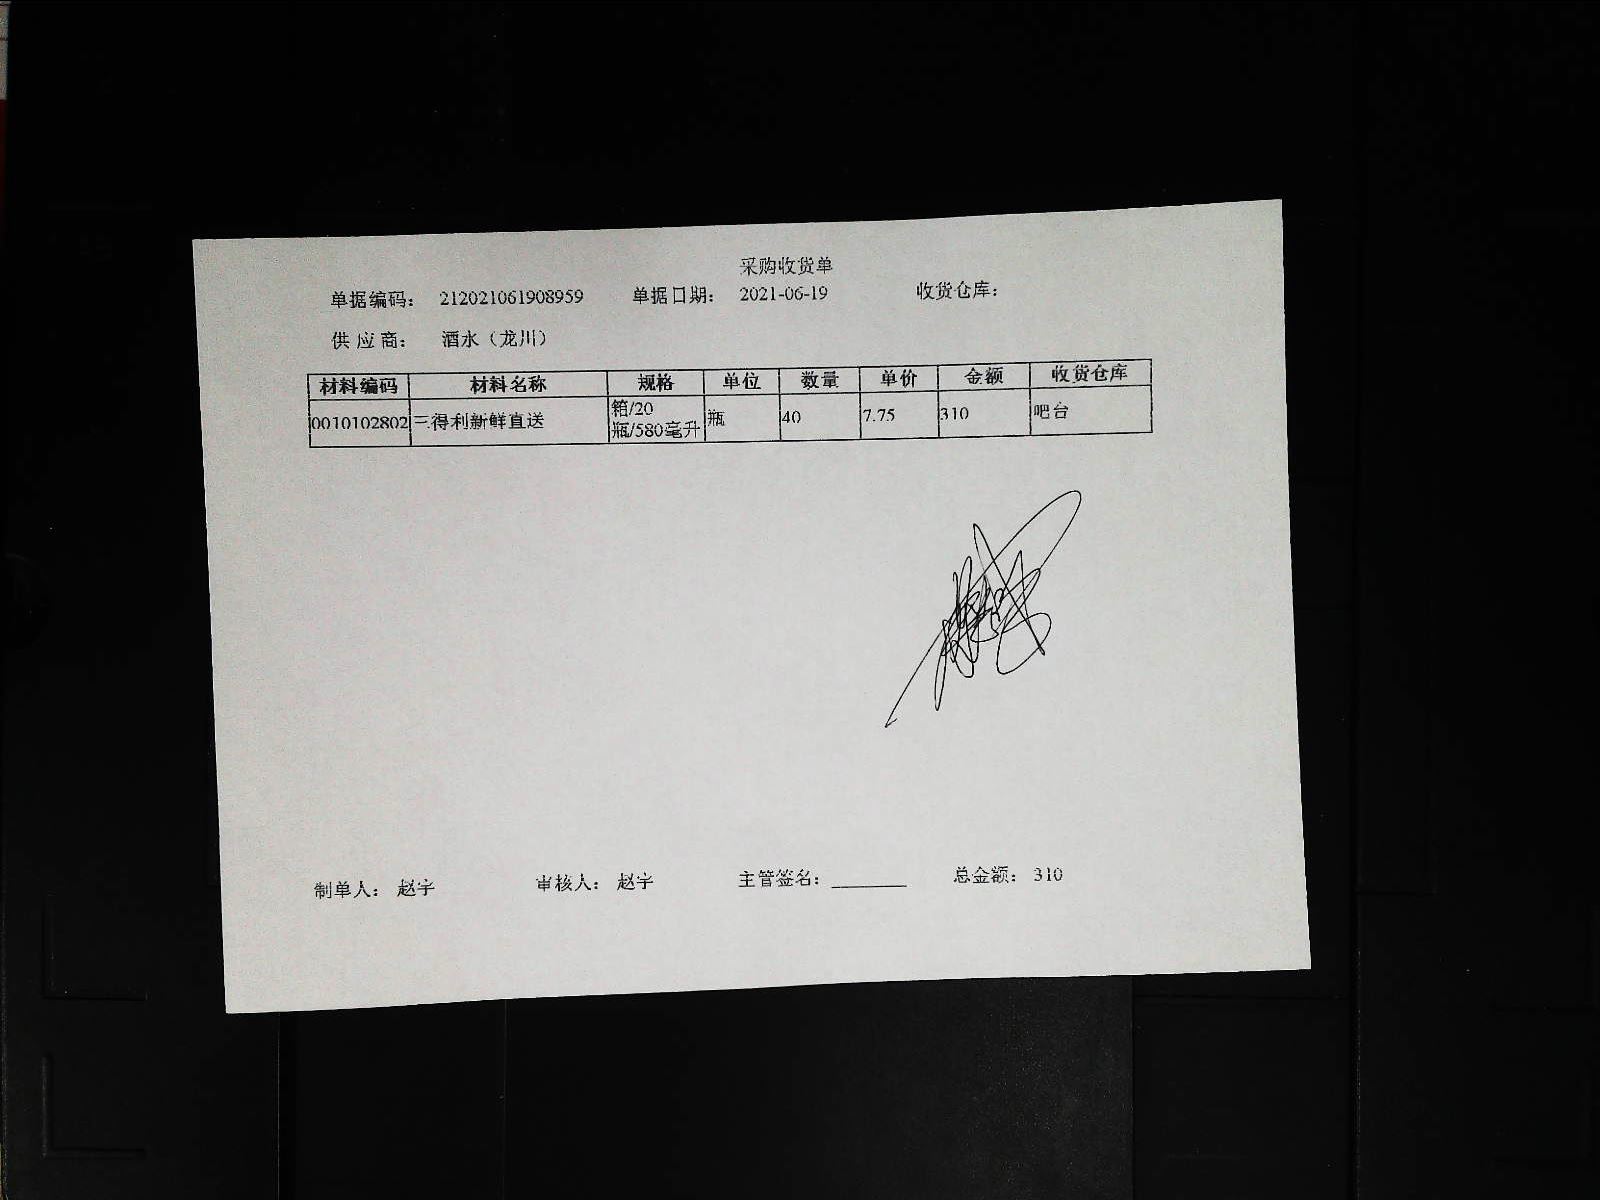 采购收货单
单据编码： 212021061908959 单据日期： 2021-06-19 收货仓库：
供应商： 酒水（龙川）
材料编码 材料名称 规格 单位 数量 单价 金额 收货仓库
0010102802 三得利新鲜直送 箱/20瓶/580毫升 瓶 40 7.75 310 吧台
制单人： 赵宇 审核人： 赵宇 主管签名：________ 总金额： 310